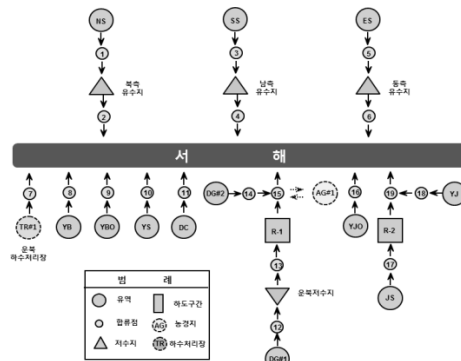 NS
SS
ES
1
3
5
북측
유수지
남측
유수지
동측
유수지
2
4
6
서 해
7
8
9
10
11
DG#2
14
15
AG#1
16
19
18
YJ
TR#1
YB
YBO
YS
DC
R-1
YJO
R-2
운북
하수처리장
13
17
범 례
유역
하도구간
합류점
AG
농경지
저수지
TR
하수처리장
운북저수지
JS
12
DG#1